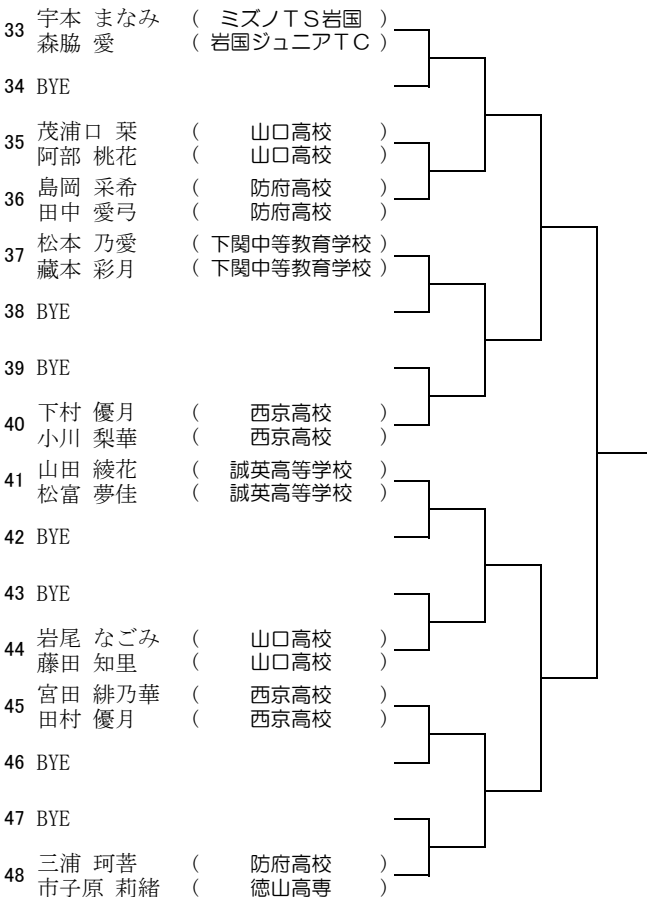 33 宇本 まなみ ( ミズノTS岩国 )
森脇 愛 ( 岩国ジュニアTC )
34 BYE
35 茂浦口 栞 ( 山口高校 )
阿部 桃花 ( 山口高校 )
36 島岡 采希 ( 防府高校 )
田中 愛弓 ( 防府高校 )
37 松本 乃愛 ( 下関中等教育学校 )
藏本 彩月 ( 下関中等教育学校 )
38 BYE
39 BYE
40 下村 優月 ( 西京高校 )
小川 梨華 ( 西京高校 )
41 山田 綾花 ( 誠英高等学校 )
松富 夢佳 ( 誠英高等学校 )
42 BYE
43 BYE
44 岩尾 なごみ ( 山口高校 )
藤田 知里 ( 山口高校 )
45 宮田 緋乃華 ( 西京高校 )
田村 優月 ( 西京高校 )
46 BYE
47 BYE
48 三浦 珂菩 ( 防府高校 )
市子原 莉緒 ( 徳山高専 )